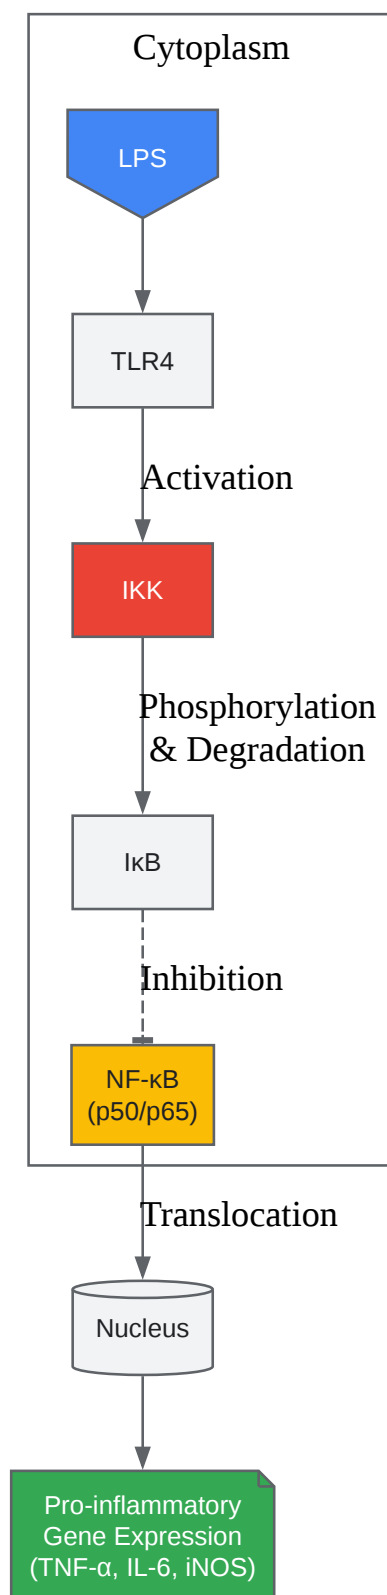 Cytoplasm
LPS
TLR4
Activation
IKK
Phosphorylation
& Degradation
IκB
Inhibition
NF-κB
(p50/p65)
Translocation
Nucleus
Pro-inflammatory
Gene Expression
(TNF-α, IL-6, iNOS)